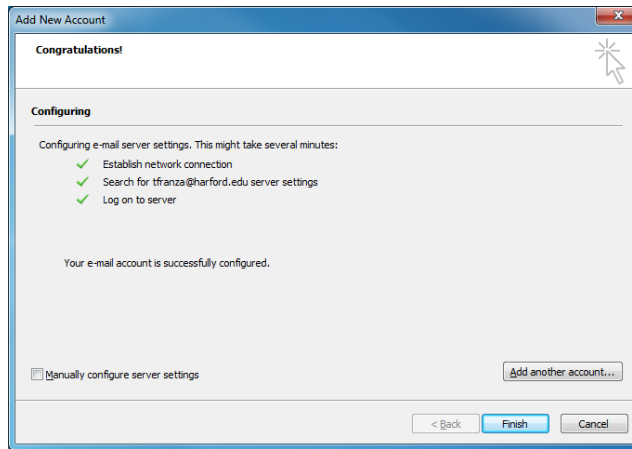 Add New Account
Congratulations!
Configuring
Configuring e-mail server settings. This might take several minutes:
Establish network connection
Search for tfranza@harford.edu server settings
Log on to server
Your e-mail account is successfully configured.
Manually configure server settings
Add another account...
< Back
Finish
Cancel